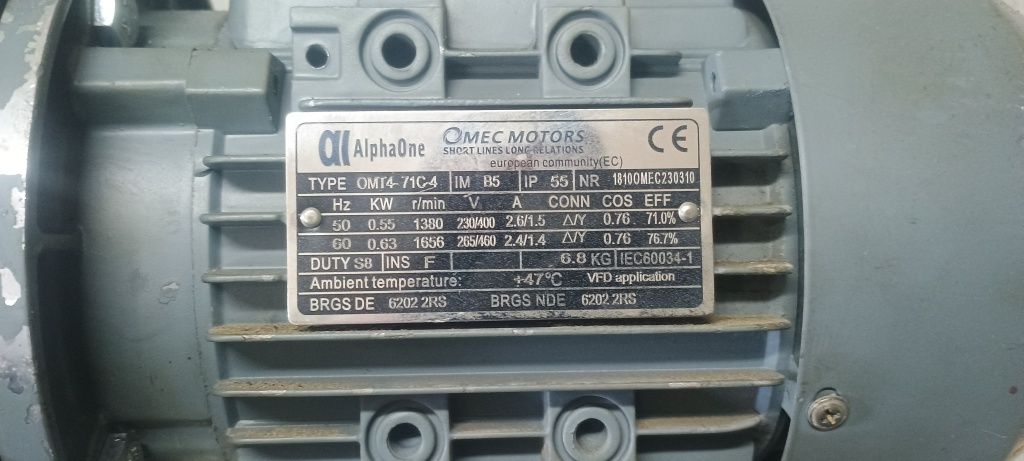 αl AlphaOne OMEC MOTORS CE
SHORT LINES LONG RELATIONS
european community(EC)
TYPE OMT4-71C-4 IM B5 IP 55 NR 1810OMEC230310
Hz KW r/min V A CONN COS EFF
50 0.55 1380 230/400 2.6/1.5 Δ/Y 0.76 71.0%
60 0.63 1656 265/460 2.4/1.4 Δ/Y 0.76 76.7%
DUTY S8 INS F - - 6.8 KG IEC60034-1
Ambient temperature: +47°C VFD application
BRGS DE 6202 2RS BRGS NDE 6202 2RS